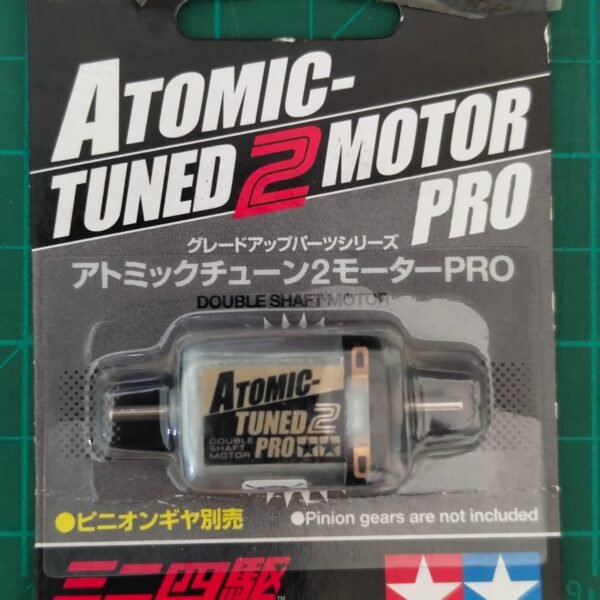 ATOMIC-
TUNED 2 MOTOR
PRO
グレードアップパーツシリーズ
アトミックチューン2モーターPRO
DOUBLE SHAFT MOTOR
ATOMIC-
TUNED 2
DOUBLE
SHAFT
MOTOR
PRO
●ピニオンギヤ別売
●Pinion gears are not included
ミニ四駆
TM